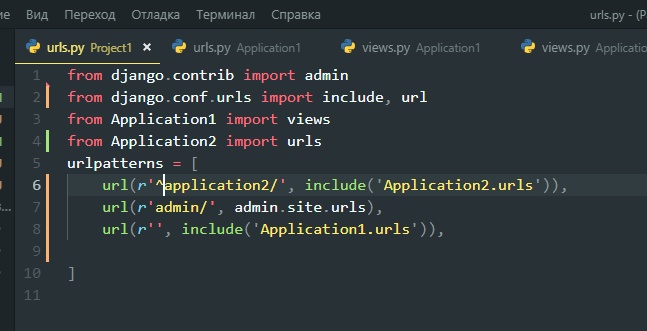 Вид Переход Отладка Терминал Справка urls.py - (P
urls.py Project1 × urls.py Application1 views.py Application1 views.py
1 from django.contrib import admin
2 from django.conf.urls import include, url
3 from Application1 import views
4 from Application2 import urls
5 urlpatterns = [
6 url(r'^application2/', include('Application2.urls')),
7 url(r'admin/', admin.site.urls),
8 url(r'', include('Application1.urls')),
9
10 ]
11